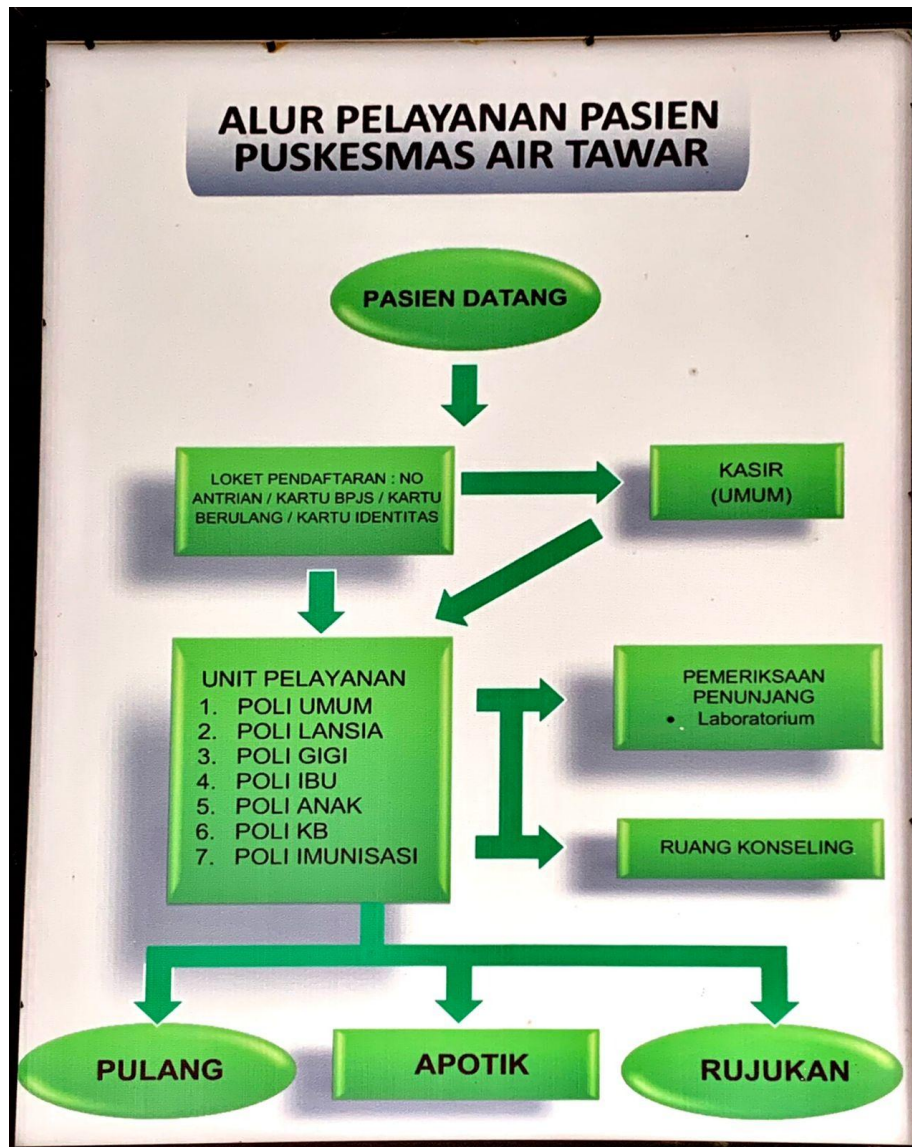 ALUR PELAYANAN PASIEN
PUSKESMAS AIR TAWAR
PASIEN DATANG
LOKET PENDAFTARAN : NO
ANTRIAN / KARTU BPJS / KARTU
BERULANG / KARTU IDENTITAS
KASIR
(UMUM)
UNIT PELAYANAN
1. POLI UMUM
2. POLI LANSIA
3. POLI GIGI
4. POLI IBU
5. POLI ANAK
6. POLI KB
7. POLI IMUNISASI
PEMERIKSAAN
PENUNJANG
• Laboratorium
RUANG KONSELING
PULANG
APOTIK
RUJUKAN